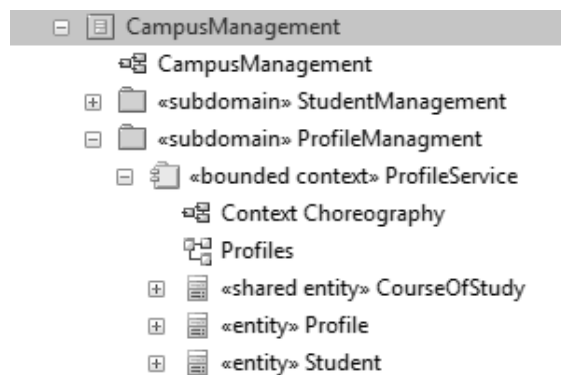 CampusManagement
CampusManagement
«subdomain» StudentManagement
«subdomain» ProfileManagment
«bounded context» ProfileService
Context Choreography
Profiles
«shared entity» CourseOfStudy
«entity» Profile
«entity» Student